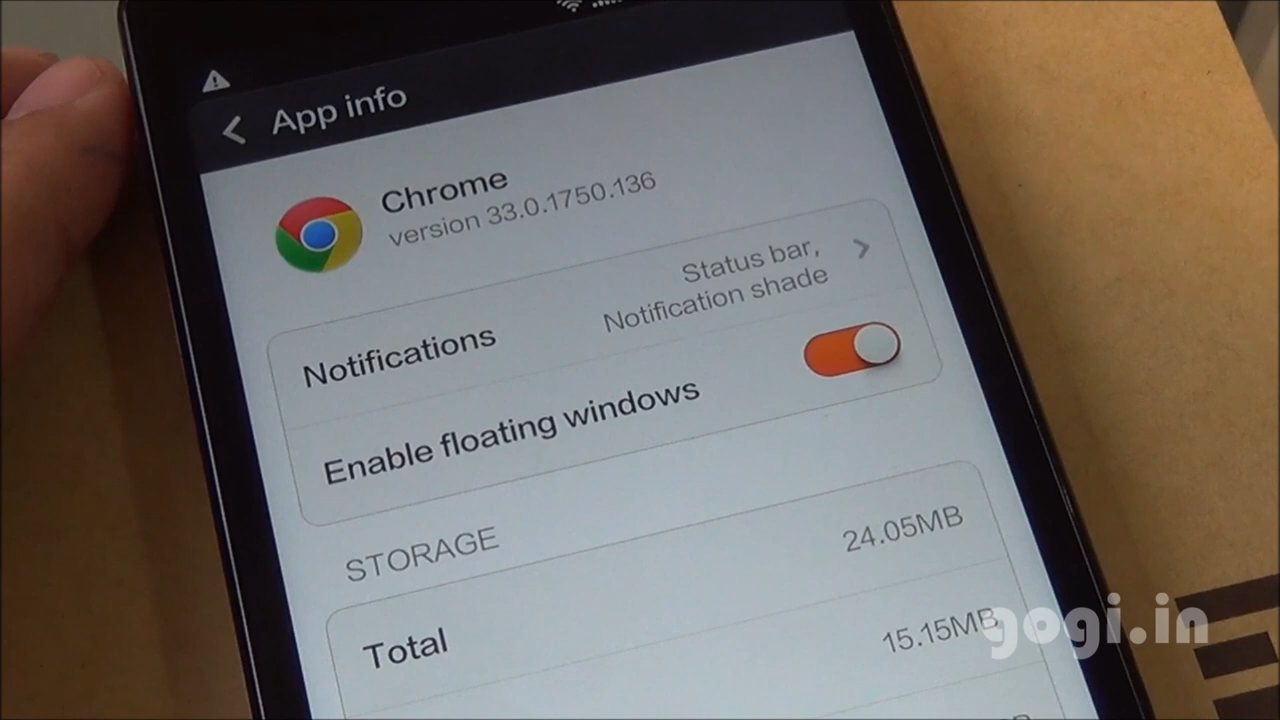 App info
Chrome
version 33.0.1750.136
Notifications
Status bar,
Notification shade
Enable floating windows
STORAGE
Total
24.05MB
15.15MB
gogi.in